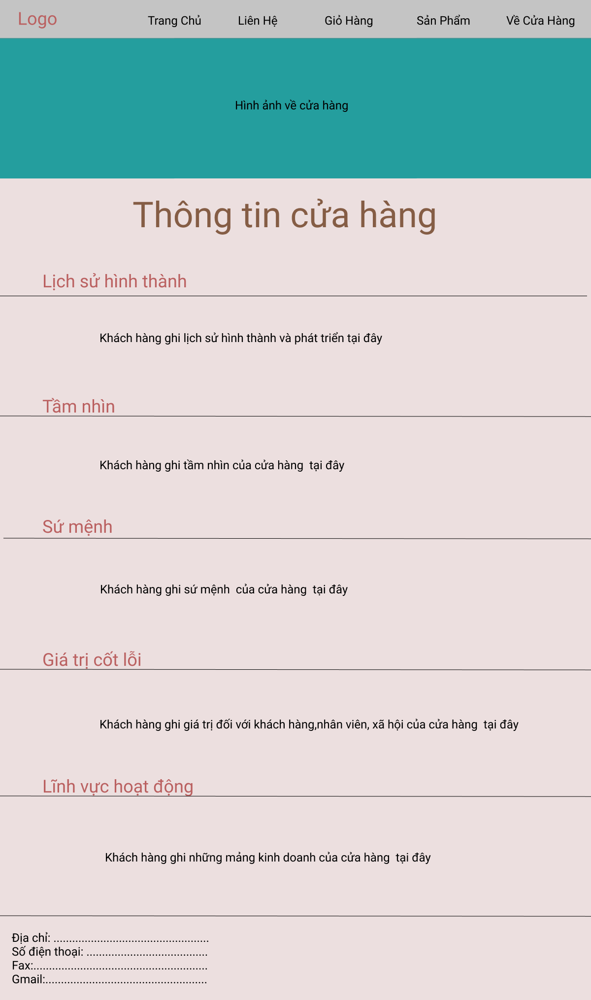 Logo
Trang Chủ
Liên Hệ
Giỏ Hàng
Sản Phẩm
Về Cửa Hàng
Hình ảnh về cửa hàng
Thông tin cửa hàng
Lịch sử hình thành
Khách hàng ghi lịch sử hình thành và phát triển tại đây
Tầm nhìn
Khách hàng ghi tầm nhìn của cửa hàng  tại đây
Sứ mệnh
Khách hàng ghi sứ mệnh  của cửa hàng  tại đây
Giá trị cốt lỗi
Khách hàng ghi giá trị đối với khách hàng,nhân viên, xã hội của cửa hàng  tại đây
Lĩnh vực hoạt động
Khách hàng ghi những mảng kinh doanh của cửa hàng  tại đây
Địa chỉ: ..................................................
Số điện thoại: .......................................
Fax:........................................................
Gmail:....................................................